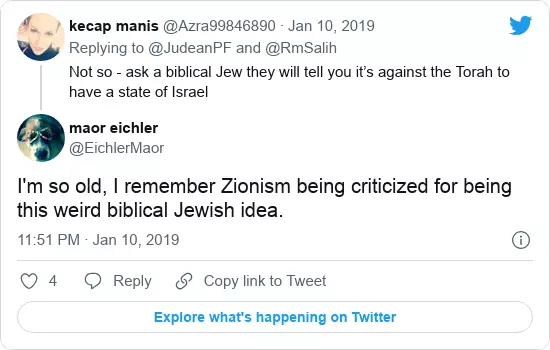 kecap manis @Azra99846890 · Jan 10, 2019
Replying to @JudeanPF and @RmSalih
Not so - ask a biblical Jew they will tell you it's against the Torah to
have a state of Israel
maor eichler
@EichlerMaor
I'm so old, I remember Zionism being criticized for being
this weird biblical Jewish idea.
11:51 PM · Jan 10, 2019
4 Reply Copy link to Tweet
Explore what's happening on Twitter